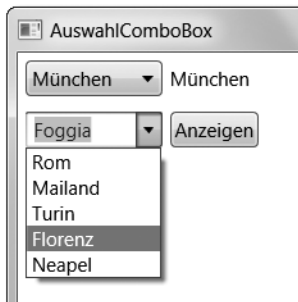 AuswahlComboBox
München München
Foggia Anzeigen
Rom
Mailand
Turin
Florenz
Neapel